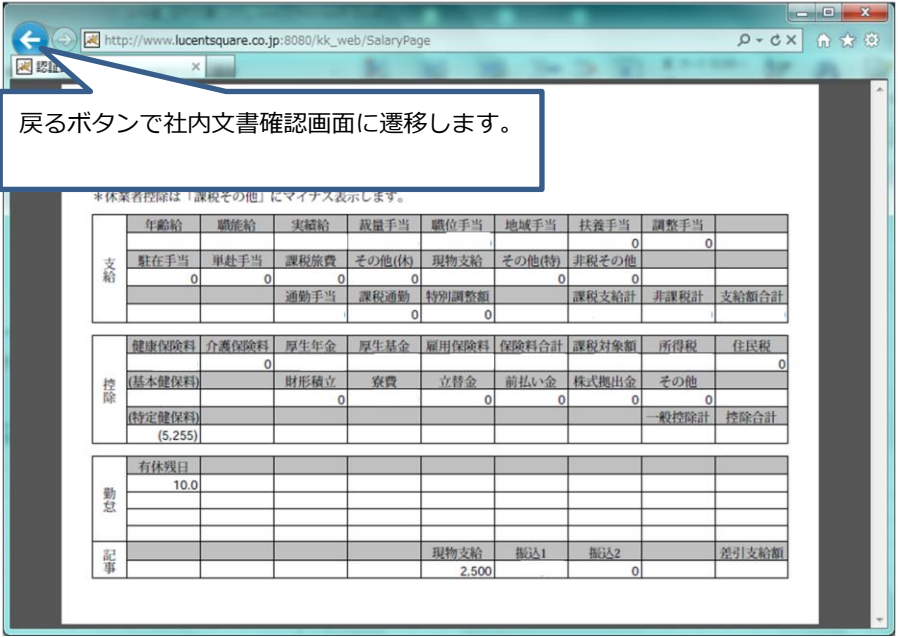 http://www.lucentsquare.co.jp:8080/kk_web/SalaryPage
戻るボタンで社内文書確認画面に遷移します。
*休業者控除は「課税その他」にマイナス表示します。
支給
年齢給 職能給 実績給 裁量手当 職位手当 地域手当 扶養手当 調整手当
0 0
駐在手当 単赴手当 課税旅費 その他(休) 現物支給 その他(特) 非税その他
0 0 0 0 0 0
通勤手当 課税通勤 特別調整額 課税支給計 非課税計 支給額合計
0 0
控除
健康保険料 介護保険料 厚生年金 厚生基金 雇用保険料 保険料合計 課税対象額 所得税 住民税
0 0
(基本健保料) 財形積立 寮費 立替金 前払い金 株式拠出金 その他
0 0 0 0 0
(特定健保料) 一般控除計 控除合計
(5,255)
勤怠
有休残日
10.0
記事
現物支給 振込1 振込2 差引支給額
2,500 0